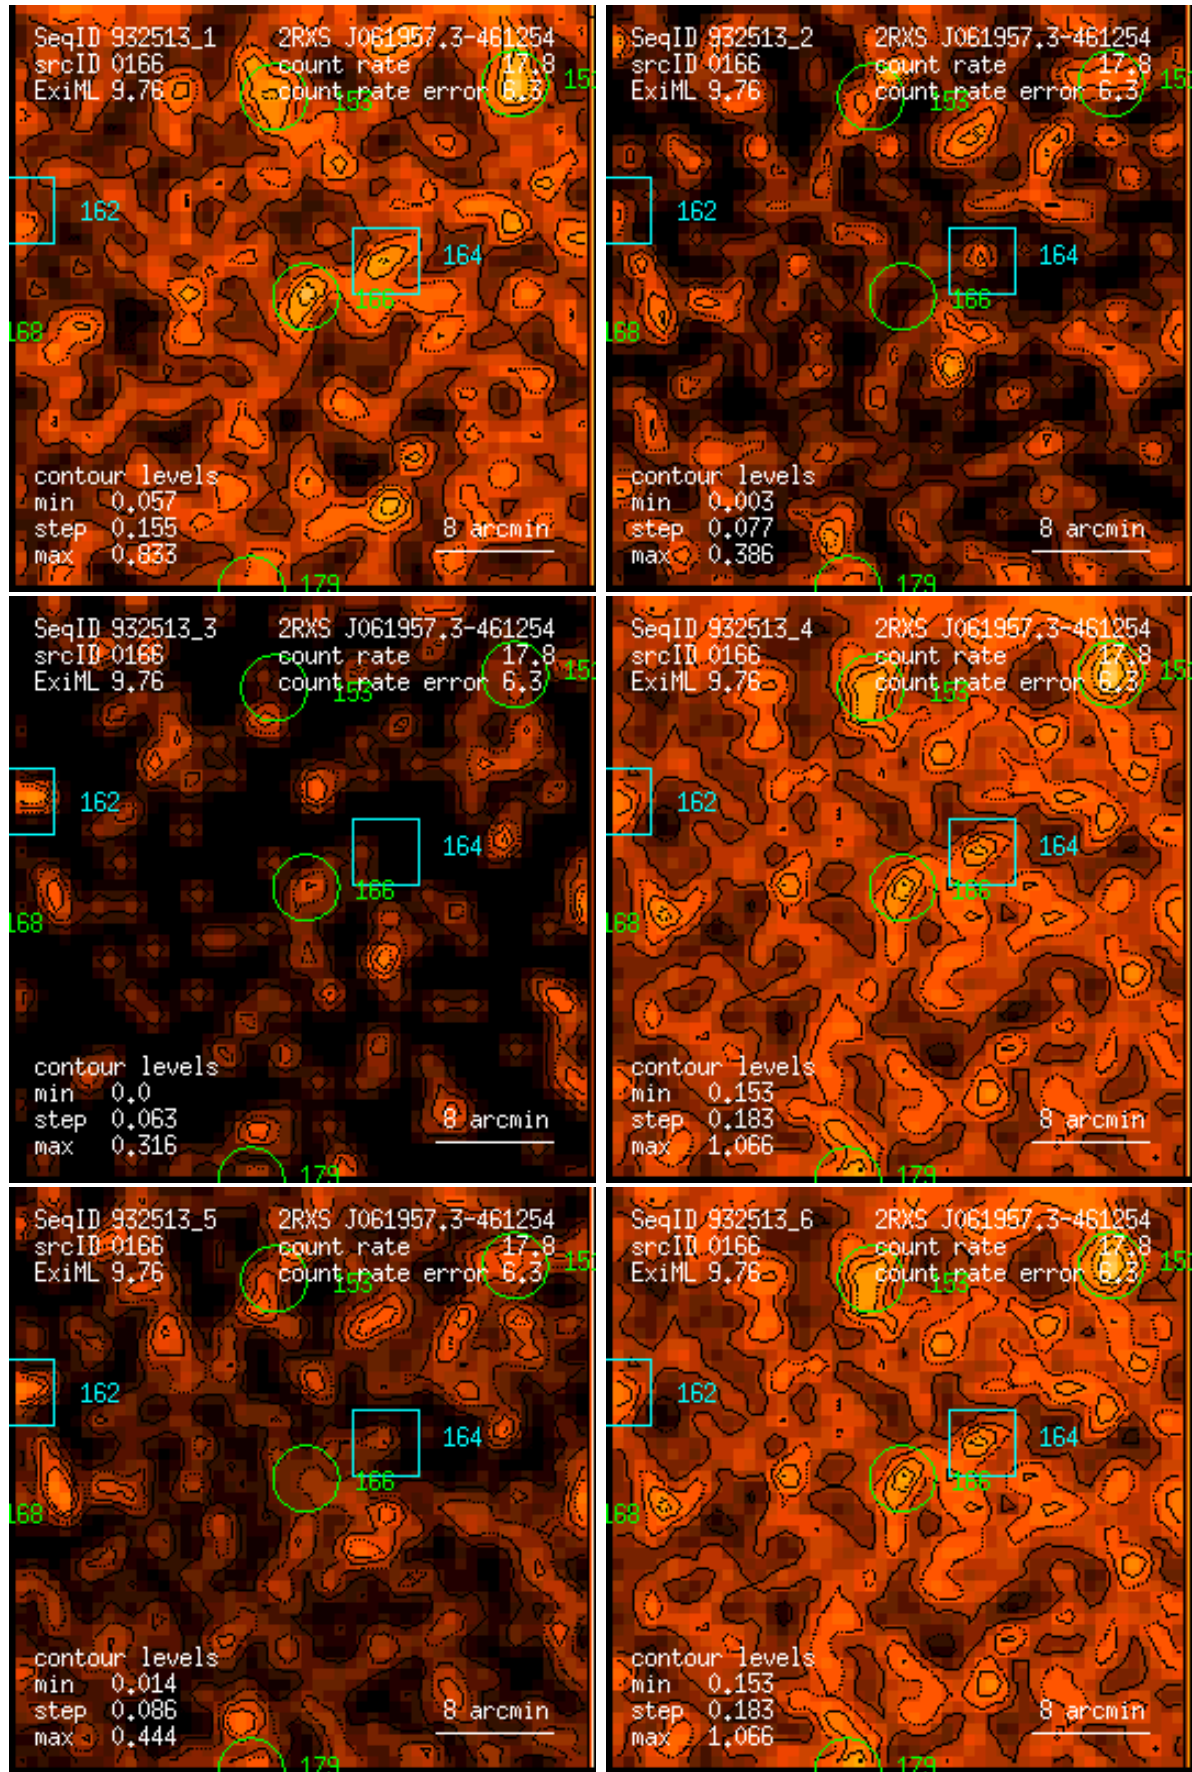 SeqID 932513_1 2RXS J061957.3-461254
srcID 0166 count rate 17.8
ExiML 9.76 count rate error 6.3
153
151
162
164
166
168
contour levels
min 0.057
step 0.155
max 0.833
8 arcmin
179
SeqID 932513_2 2RXS J061957.3-461254
srcID 0166 count rate 17.8
ExiML 9.76 count rate error 6.3
153
151
162
164
166
168
contour levels
min 0.003
step 0.077
max 0.386
8 arcmin
179
SeqID 932513_3 2RXS J061957.3-461254
srcID 0166 count rate 17.8
ExiML 9.76 count rate error 6.3
153
151
162
164
166
168
contour levels
min 0.0
step 0.063
max 0.316
8 arcmin
179
SeqID 932513_4 2RXS J061957.3-461254
srcID 0166 count rate 17.8
ExiML 9.76 count rate error 6.3
153
151
162
164
166
168
contour levels
min 0.153
step 0.183
max 1.066
8 arcmin
179
SeqID 932513_5 2RXS J061957.3-461254
srcID 0166 count rate 17.8
ExiML 9.76 count rate error 6.3
153
151
162
164
166
168
contour levels
min 0.014
step 0.086
max 0.444
8 arcmin
179
SeqID 932513_6 2RXS J061957.3-461254
srcID 0166 count rate 17.8
ExiML 9.76 count rate error 6.3
153
151
162
164
166
168
contour levels
min 0.153
step 0.183
max 1.066
8 arcmin
179